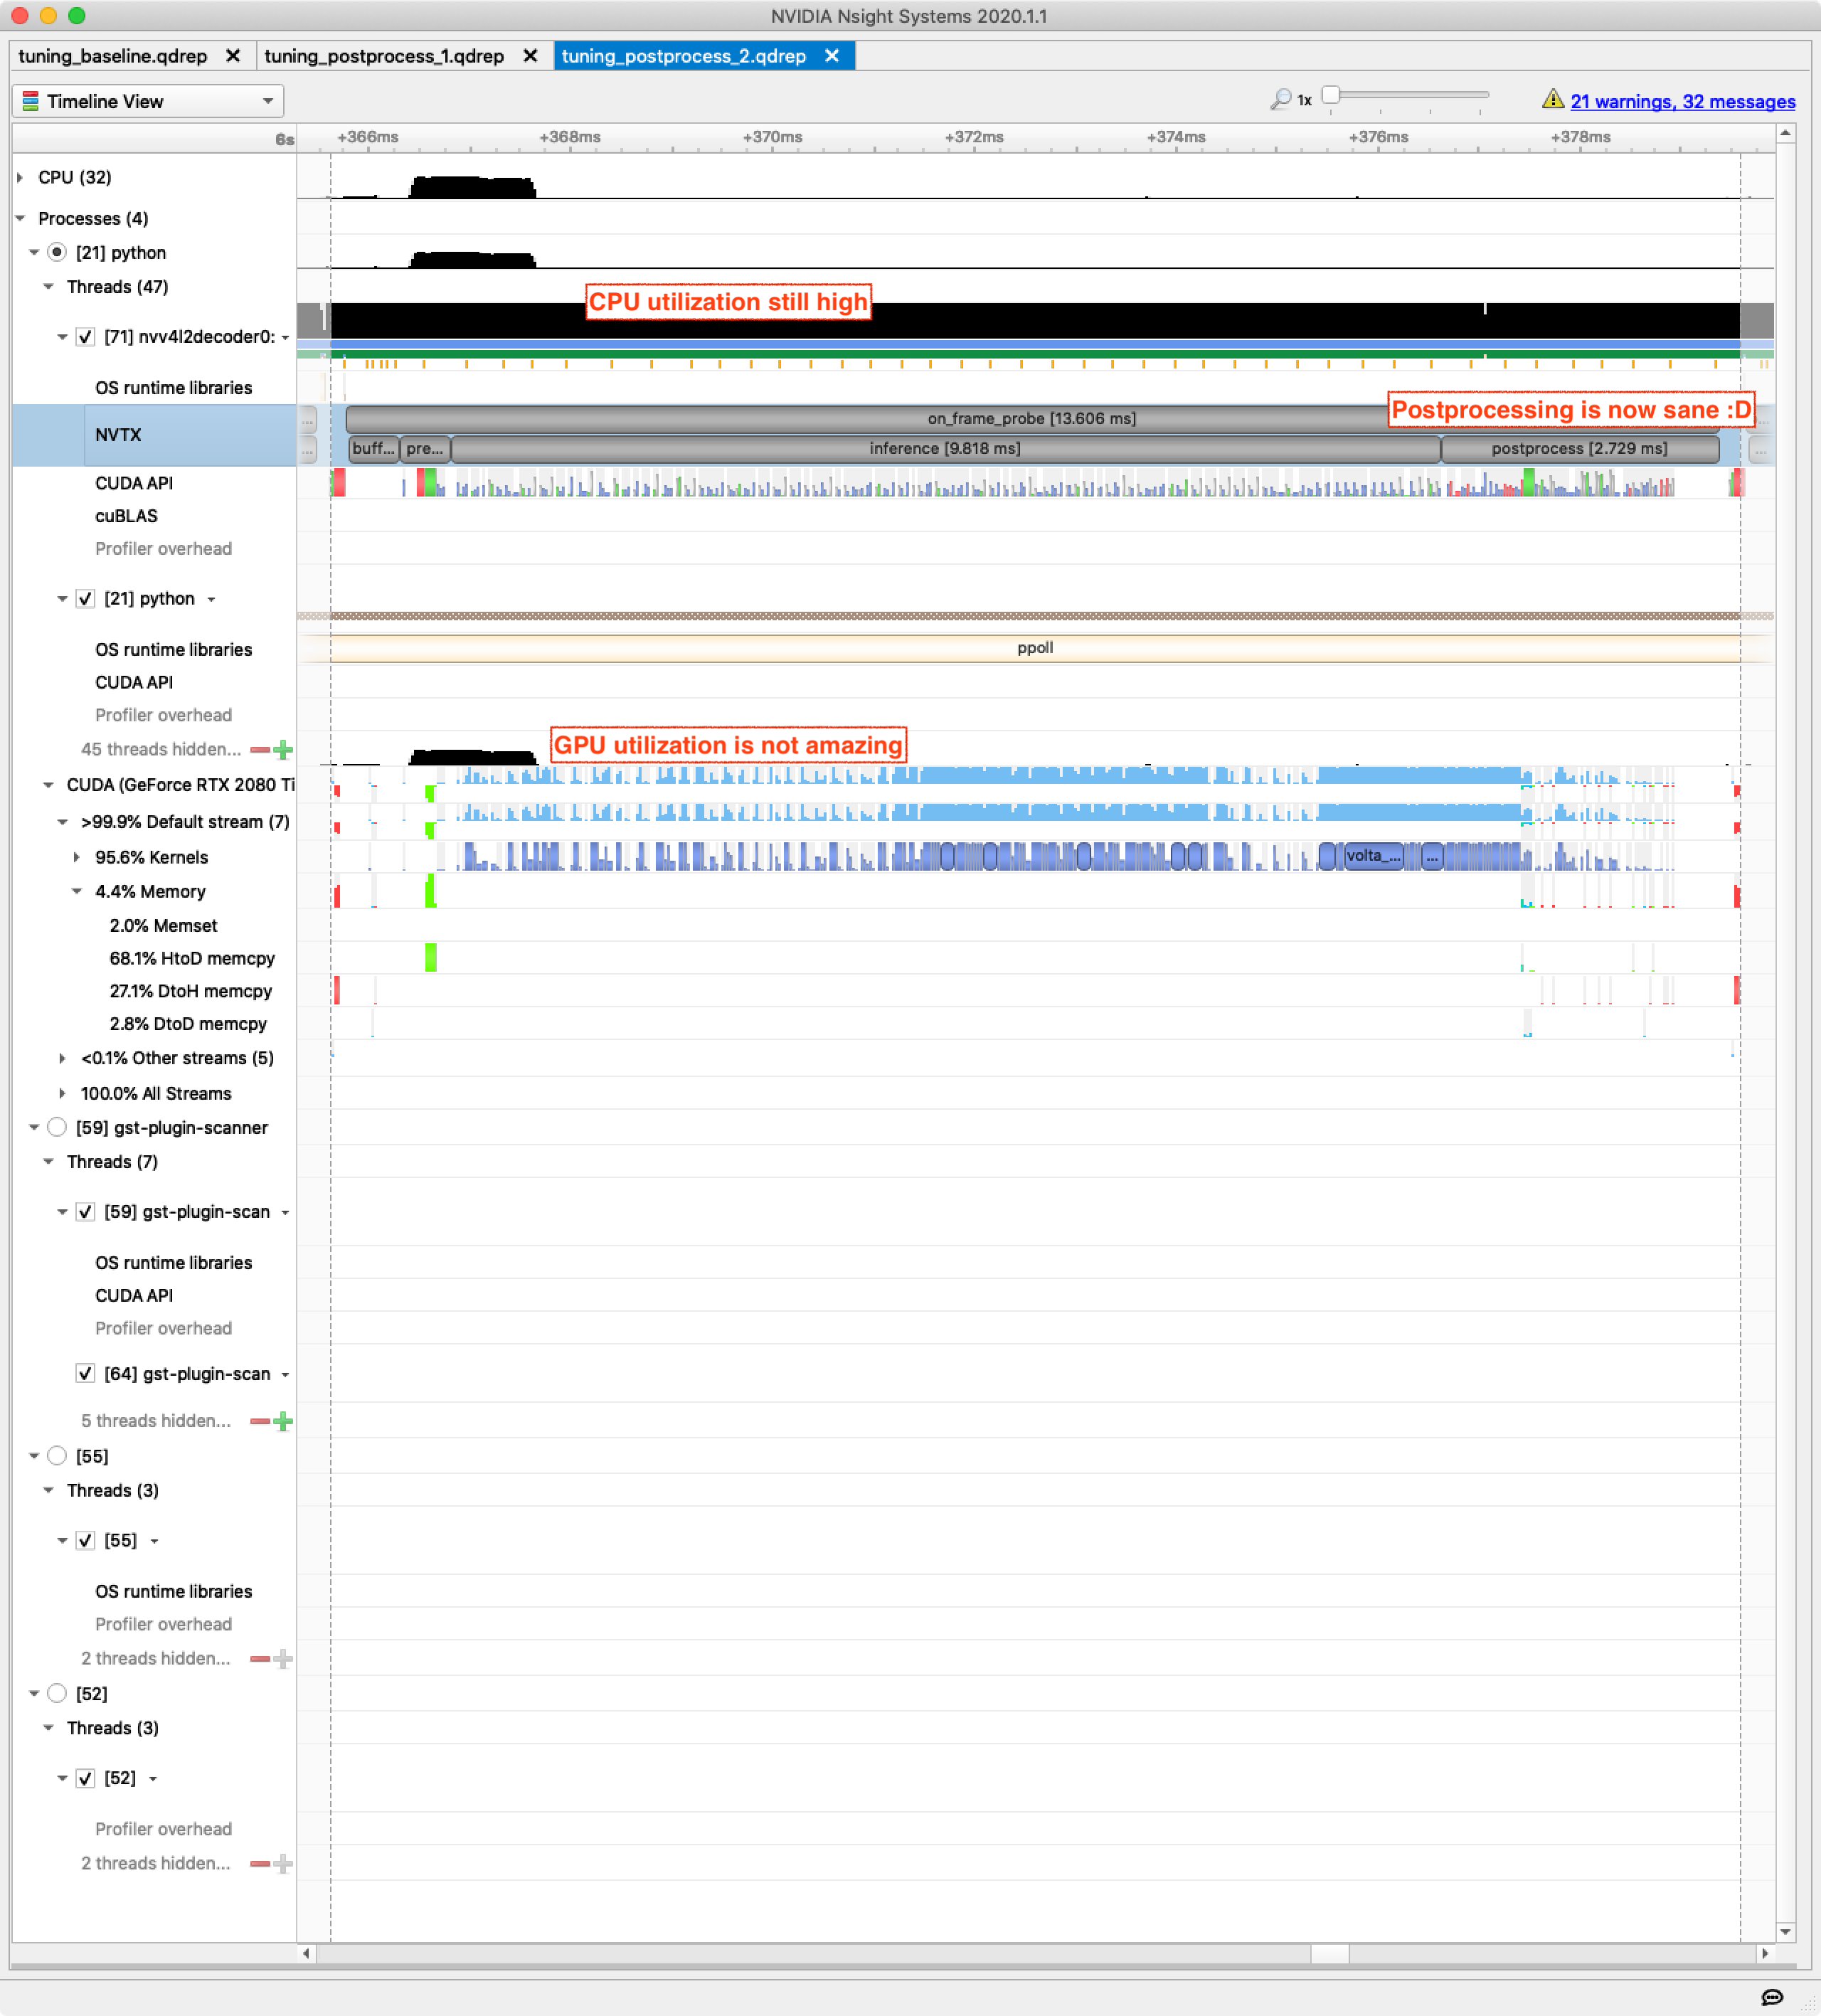 NVIDIA Nsight Systems 2020.1.1
tuning_baseline.qdrep
tuning_postprocess_1.qdrep
tuning_postprocess_2.qdrep
Timeline View
1x
21 warnings, 32 messages
6s
+366ms
+368ms
+370ms
+372ms
+374ms
+376ms
+378ms
CPU (32)
Processes (4)
[21] python
Threads (47)
CPU utilization still high
[71] nvv4l2decoder0:
OS runtime libraries
Postprocessing is now sane :D
NVTX
...
on_frame_probe [13.606 ms]
...
...
buff...
pre...
inference [9.818 ms]
postprocess [2.729 ms]
...
CUDA API
cuBLAS
Profiler overhead
[21] python
OS runtime libraries
ppoll
CUDA API
Profiler overhead
45 threads hidden...
GPU utilization is not amazing
CUDA (GeForce RTX 2080 Ti
>99.9% Default stream (7)
95.6% Kernels
volta_...
...
4.4% Memory
2.0% Memset
68.1% HtoD memcpy
27.1% DtoH memcpy
2.8% DtoD memcpy
<0.1% Other streams (5)
100.0% All Streams
[59] gst-plugin-scanner
Threads (7)
[59] gst-plugin-scan
OS runtime libraries
CUDA API
Profiler overhead
[64] gst-plugin-scan
5 threads hidden...
[55]
Threads (3)
[55]
OS runtime libraries
Profiler overhead
2 threads hidden...
[52]
Threads (3)
[52]
Profiler overhead
2 threads hidden...